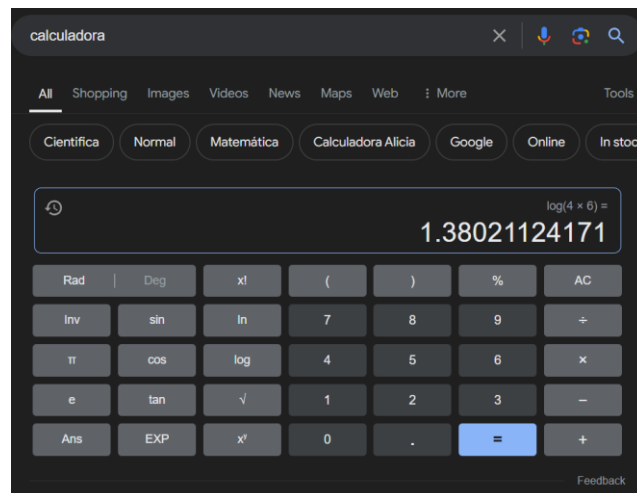 calculadora
All Shopping Images Videos News Maps Web More Tools
Científica Normal Matemática Calculadora Alicia Google Online In stoc
log(4 × 6) =
1.38021124171
Rad | Deg x! ( ) % AC
Inv sin ln 7 8 9 ÷
π cos log 4 5 6 ×
e tan √ 1 2 3 −
Ans EXP xʸ 0 . = +
Feedback